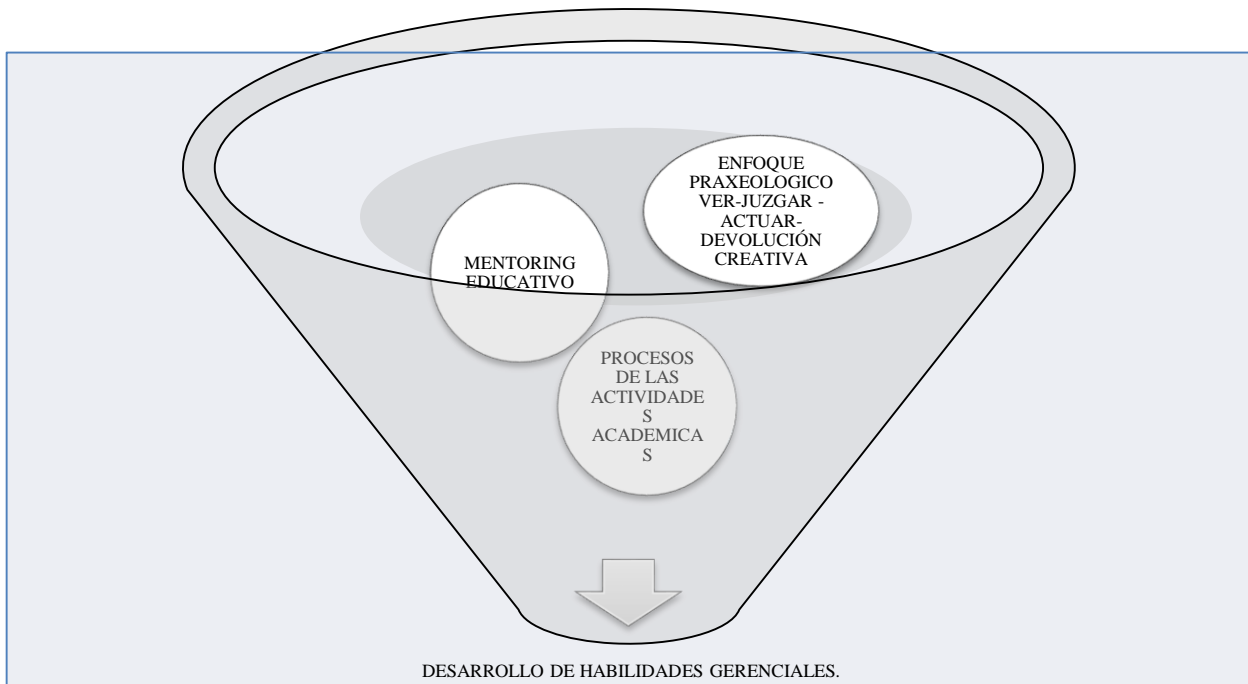 ENFOQUE
PRAXEOLOGICO
VER-JUZGAR -
ACTUAR-
DEVOLUCIÓN
CREATIVA
MENTORING
EDUCATIVO
PROCESOS
DE LAS
ACTIVIDADE
S
ACADEMICA
S
DESARROLLO DE HABILIDADES GERENCIALES.